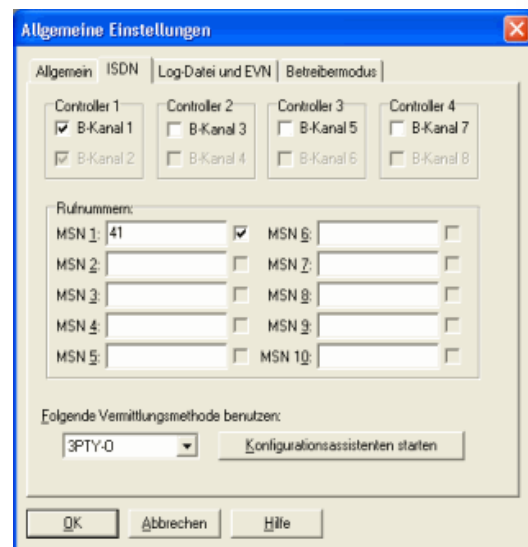 Allgemeine Einstellungen
Allgemein ISDN Log-Datei und EVN Betreibermodus
Controller 1 Controller 2 Controller 3 Controller 4
B-Kanal 1 B-Kanal 3 B-Kanal 5 B-Kanal 7
B-Kanal 2 B-Kanal 4 B-Kanal 6 B-Kanal 8
Rufnummern:
MSN 1: 41 MSN 6:
MSN 2: MSN 7:
MSN 3: MSN 8:
MSN 4: MSN 9:
MSN 5: MSN 10:
Folgende Vermittlungsmethode benutzen:
3PTY-O Konfigurationsassistenten starten
OK Abbrechen Hilfe